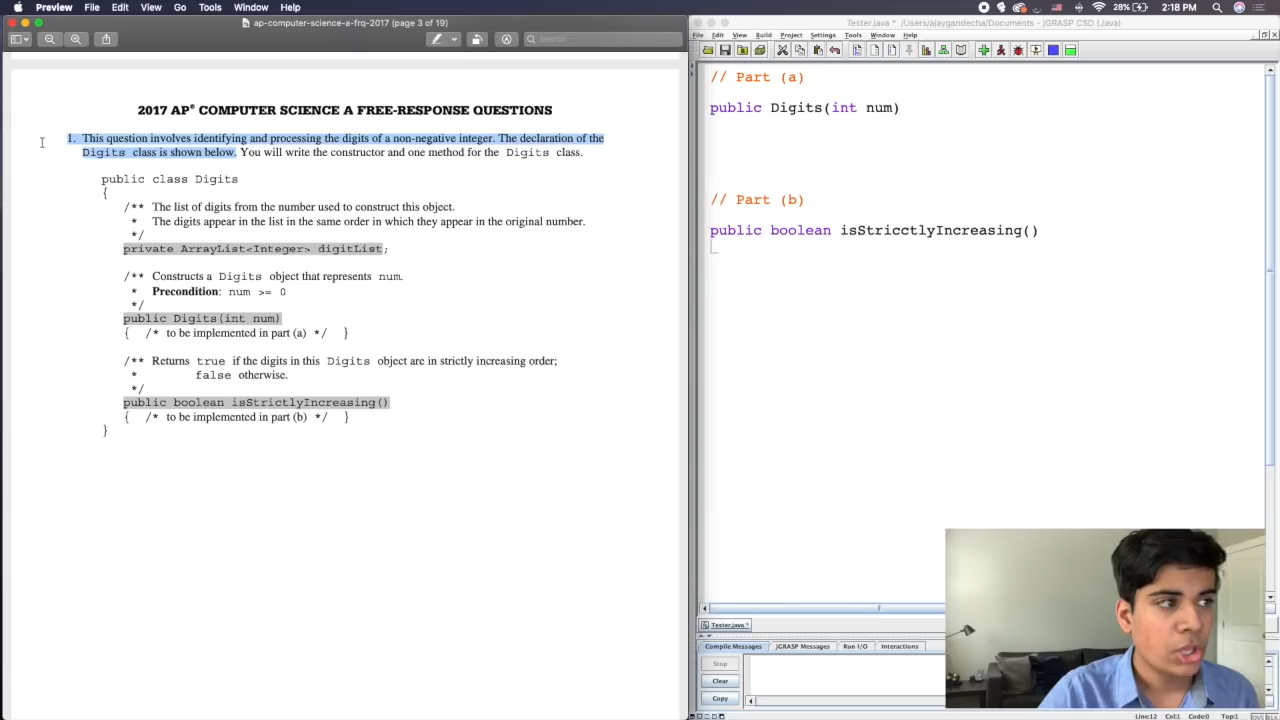 Preview File Edit View Go Tools Window Help
28% 2:18 PM
ap-computer-science-a-frq-2017 (page 3 of 19)
Search
Tester.java * /Users/ajaygandecha/Documents - jGRASP CSD (Java)
File Edit View Build Project Settings Tools Window Help
2017 AP® COMPUTER SCIENCE A FREE-RESPONSE QUESTIONS
1. This question involves identifying and processing the digits of a non-negative integer. The declaration of the
Digits class is shown below. You will write the constructor and one method for the Digits class.
public class Digits
{
/** The list of digits from the number used to construct this object.
* The digits appear in the list in the same order in which they appear in the original number.
*/
private ArrayList<Integer> digitList;
/** Constructs a Digits object that represents num.
* Precondition: num >= 0
*/
public Digits(int num)
{ /* to be implemented in part (a) */ }
/** Returns true if the digits in this Digits object are in strictly increasing order;
* false otherwise.
*/
public boolean isStrictlyIncreasing()
{ /* to be implemented in part (b) */ }
}
// Part (a)
public Digits(int num)
// Part (b)
public boolean isStricctlyIncreasing()
Tester.java *
Compile Messages jGRASP Messages Run I/O Interactions
Stop
Clear
Copy
Line:12 Col:1 Code:0 Top:1